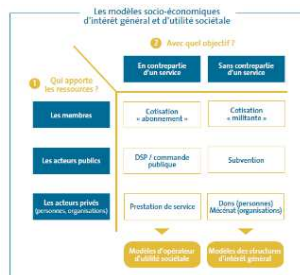 Les modèles socio-économiques
d'intérêt général et d'utilité sociétale
2 Avec quel objectif ?
En contrepartie
d'un service
Sans contrepartie
d'un service
1 Qui apporte
les ressources ?
Les membres
Cotisation
« abonnement »
Cotisation
« militante »
Les acteurs publics
DSP / commande
publique
Subvention
Les acteurs privés
(personnes, organisations)
Prestation de service
Dons (personnes)
Mécénat (organisations)
Modèles d'opérateur
d'utilité sociétale
Modèles des structures
d'intérêt général